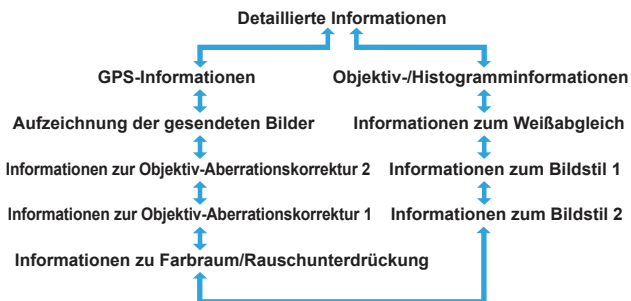 Detaillierte Informationen
GPS-Informationen
Objektiv-/Histogramminformationen
Aufzeichnung der gesendeten Bilder
Informationen zum Weißabgleich
Informationen zur Objektiv-Aberrationskorrektur 2
Informationen zum Bildstil 1
Informationen zur Objektiv-Aberrationskorrektur 1
Informationen zum Bildstil 2
Informationen zu Farbraum/Rauschunterdrückung